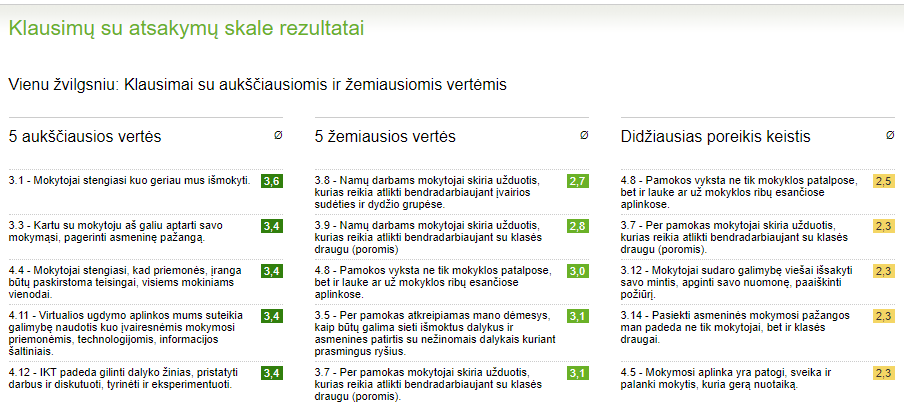 Klausimų su atsakymų skale rezultatai
Vienu žvilgsniu: Klausimai su aukščiausiomis ir žemiausiomis vertėmis
5 aukščiausios vertės Ø
3.1 - Mokytojai stengiasi kuo geriau mus išmokyti. 3,6
3.3 - Kartu su mokytoju aš galiu aptarti savo
mokymąsi, pagerinti asmeninę pažangą. 3,4
4.4 - Mokytojai stengiasi, kad priemonės, įranga
būtų paskirstoma teisingai, visiems mokiniams
vienodai. 3,4
4.11 - Virtualios ugdymo aplinkos mums suteikia
galimybę naudotis kuo įvairesnėmis mokymosi
priemonėmis, technologijomis, informacijos
šaltiniais. 3,4
4.12 - IKT padeda gilinti dalyko žinias, pristatyti
darbus ir diskutuoti, tyrinėti ir eksperimentuoti. 3,4
5 žemiausios vertės Ø
3.8 - Namų darbams mokytojai skiria užduotis,
kurias reikia atlikti bendradarbiaujant įvairios
sudėties ir dydžio grupėse. 2,7
3.9 - Namų darbams mokytojai skiria užduotis,
kurias reikia atlikti bendradarbiaujant su klasės
draugu (poromis) 2,8
4.8 - Pamokos vyksta ne tik mokyklos patalpose,
bet ir lauke ar už mokyklos ribų esančiose
aplinkose. 3,0
3.5 - Per pamokas atkreipiamas mano dėmesys,
kaip būtų galima sieti išmoktus dalykus ir
asmenines patirtis su nežinomais dalykais kuriant
prasmingus ryšius. 3,1
3.7 - Per pamokas mokytojai skiria užduotis,
kurias reikia atlikti bendradarbiaujant su klasės
draugu (poromis). 3,1
Didžiausias poreikis keistis Ø
4.8 - Pamokos vyksta ne tik mokyklos patalpose,
bet ir lauke ar už mokyklos ribų esančiose
aplinkose. 2,5
3.7 - Per pamokas mokytojai skiria užduotis,
kurias reikia atlikti bendradarbiaujant su klasės
draugu (poromis). 2,3
3.12 - Mokytojai sudaro galimybę viešai išsakyti
savo mintis, apginti savo nuomonę, paaiškinti
požiūrį. 2,3
3.14 - Pasiekti asmeninės mokymosi pažangos
man padeda ne tik mokytojai, bet ir klasės
draugai. 2,3
4.5 - Mokymosi aplinka yra patogi, sveika ir
palanki mokytis, kuria gerą nuotaiką. 2,3